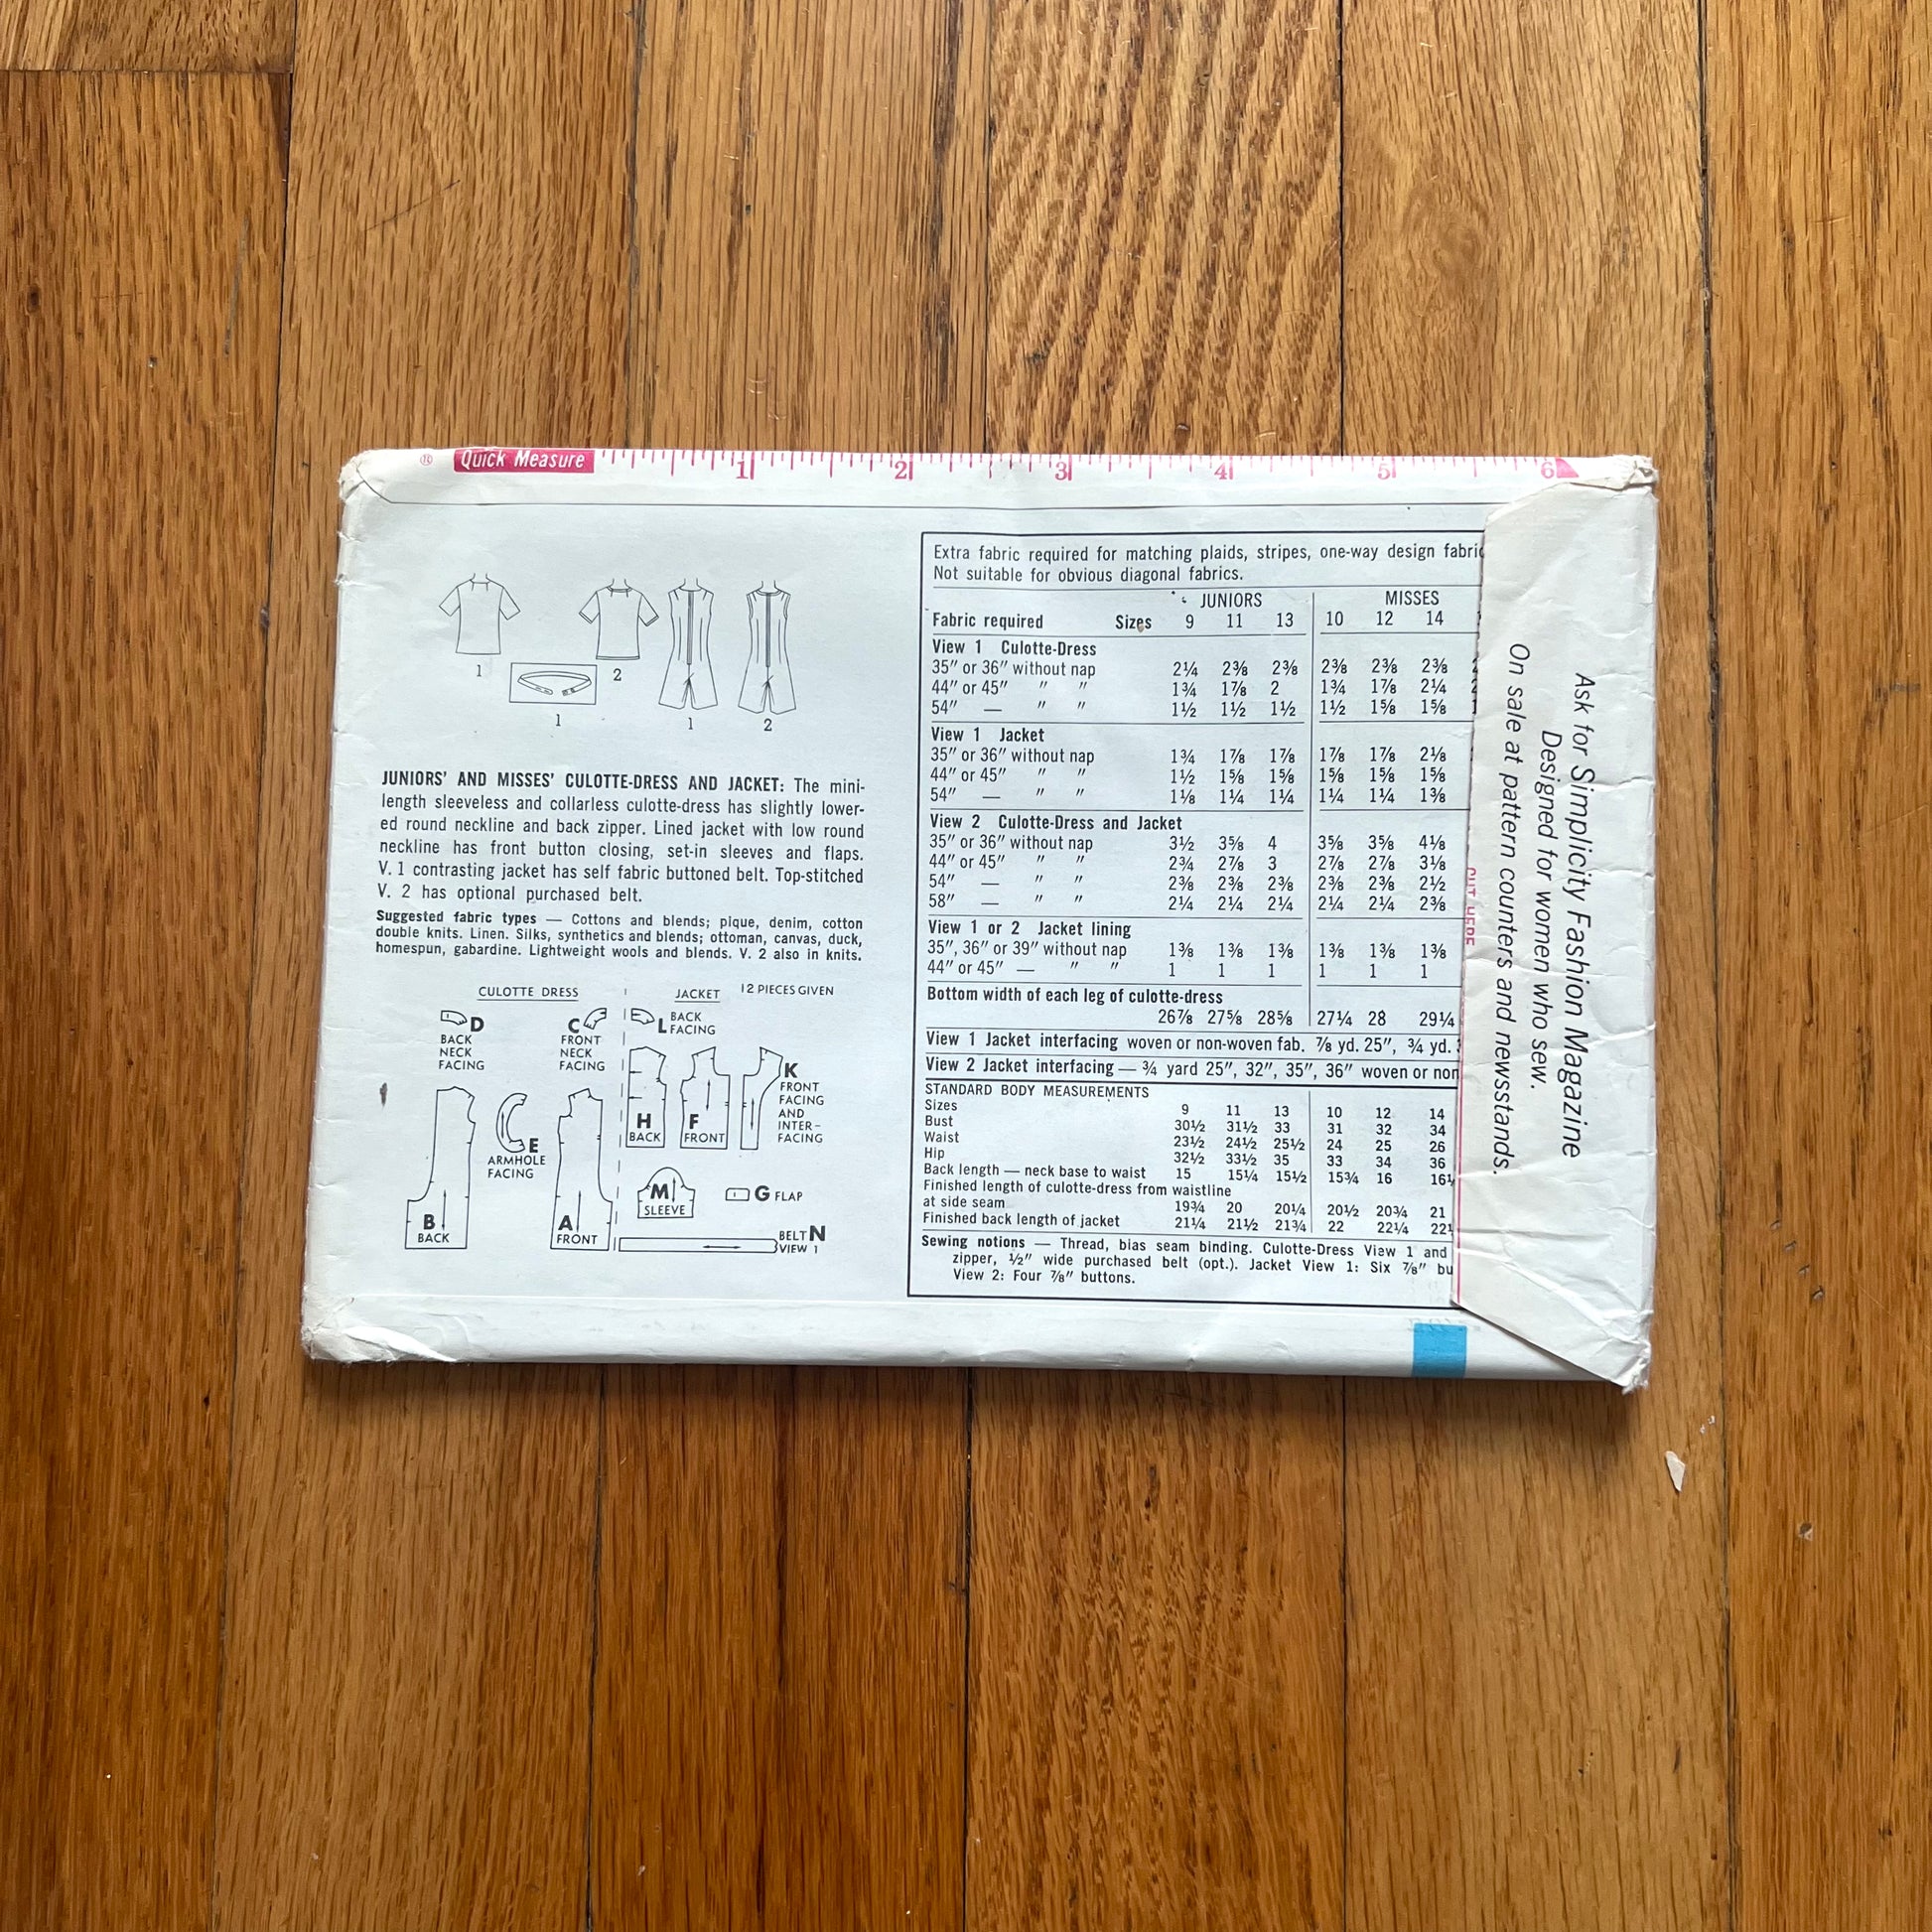 ® Quick Measure 1 2 3 4 5 6
1
2
1
2
1
JUNIORS' AND MISSES' CULOTTE-DRESS AND JACKET: The mini-
length sleeveless and collarless culotte-dress has slightly lower-
ed round neckline and back zipper. Lined jacket with low round
neckline has front button closing, set-in sleeves and flaps.
V. 1 contrasting jacket has self fabric buttoned belt. Top-stitched
V. 2 has optional purchased belt.
Suggested fabric types — Cottons and blends; pique, denim, cotton
double knits. Linen. Silks, synthetics and blends; ottoman, canvas, duck,
homespun, gabardine. Lightweight wools and blends. V. 2 also in knits.
CULOTTE DRESS JACKET 12 PIECES GIVEN
D
BACK
NECK
FACING
C
FRONT
NECK
FACING
L BACK
FACING
K
FRONT
FACING
AND
INTER-
FACING
H
BACK
F
FRONT
E
ARMHOLE
FACING
B
BACK
A
FRONT
M
SLEEVE
G FLAP
BELT N
VIEW 1
Extra fabric required for matching plaids, stripes, one-way design fabric
Not suitable for obvious diagonal fabrics.
JUNIORS MISSES
Fabric required Sizes 9 11 13 10 12 14
View 1 Culotte-Dress
35" or 36" without nap 2¼ 2⅜ 2⅜ 2⅜ 2⅜ 2⅜
44" or 45" " " 1¾ 1⅞ 2 1¾ 1⅞ 2¼
54" — " " 1½ 1½ 1½ 1½ 1⅝ 1⅝
View 1 Jacket
35" or 36" without nap 1¾ 1⅞ 1⅞ 1⅞ 1⅞ 2⅛
44" or 45" " " 1½ 1⅝ 1⅝ 1⅝ 1⅝ 1⅝
54" — " " 1⅛ 1¼ 1¼ 1¼ 1¼ 1⅜
View 2 Culotte-Dress and Jacket
35" or 36" without nap 3½ 3⅝ 4 3⅝ 3⅝ 4⅛
44" or 45" " " 2¾ 2⅞ 3 2⅞ 2⅞ 3⅛
54" — " " 2⅜ 2⅜ 2⅜ 2⅜ 2⅜ 2½
58" — " " 2¼ 2¼ 2¼ 2¼ 2¼ 2⅜
View 1 or 2 Jacket lining
35", 36" or 39" without nap 1⅜ 1⅜ 1⅜ 1⅜ 1⅜ 1⅜
44" or 45" — " " 1 1 1 1 1 1
Bottom width of each leg of culotte-dress
26⅞ 27⅝ 28⅝ 27¼ 28 29¼
View 1 Jacket interfacing woven or non-woven fab. ⅞ yd. 25", ¾ yd.
View 2 Jacket interfacing — ¾ yard 25", 32", 35", 36" woven or non
STANDARD BODY MEASUREMENTS
Sizes 9 11 13 10 12 14
Bust 30½ 31½ 33 31 32 34
Waist 23½ 24½ 25½ 24 25 26
Hip 32½ 33½ 35 33 34 36
Back length — neck base to waist 15 15¼ 15½ 15¾ 16 16
Finished length of culotte-dress from waistline
at side seam 19¾ 20 20¼ 20½ 20¾ 21
Finished back length of jacket 21¼ 21½ 21¾ 22 22¼ 22
Sewing notions — Thread, bias seam binding. Culotte-Dress View 1 and
zipper, ½" wide purchased belt (opt.). Jacket View 1: Six ⅞" bu
View 2: Four ⅞" buttons.
CUT HERE
Ask for Simplicity Fashion Magazine
Designed for women who sew.
On sale at pattern counters and newsstands.